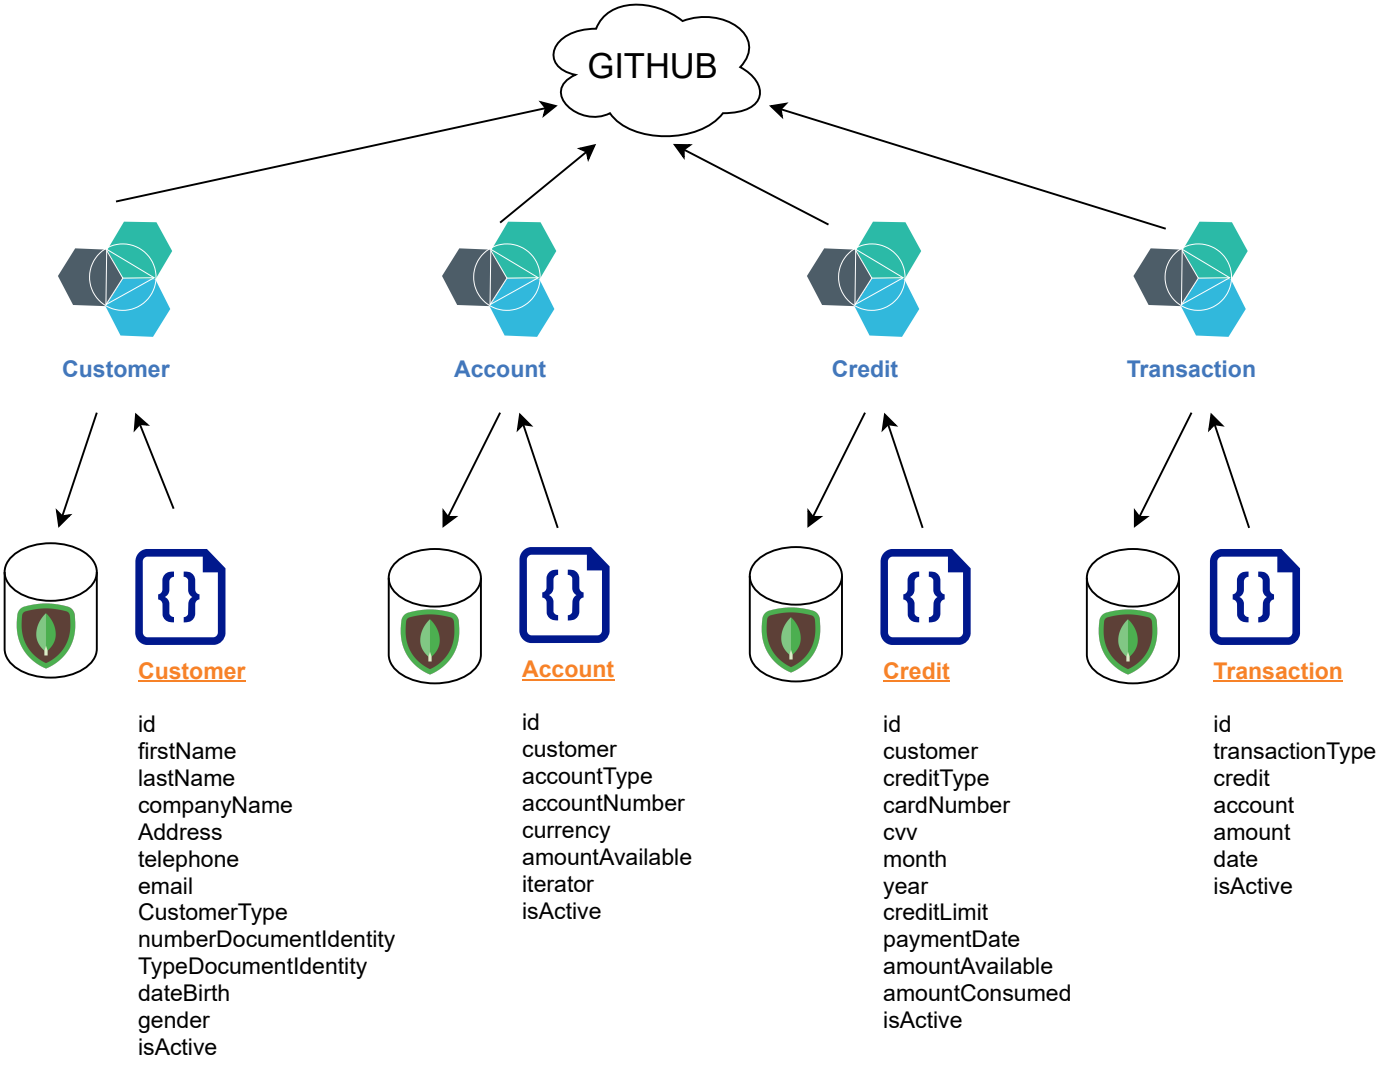 GITHUB
Customer
Account
Credit
Transaction
{}
Customer
id
firstName
lastName
companyName
Address
telephone
email
CustomerType
numberDocumentIdentity
TypeDocumentIdentity
dateBirth
gender
isActive
{}
Account
id
customer
accountType
accountNumber
currency
amountAvailable
iterator
isActive
{}
Credit
id
customer
creditType
cardNumber
cvv
month
year
creditLimit
paymentDate
amountAvailable
amountConsumed
isActive
{}
Transaction
id
transactionType
credit
account
amount
date
isActive